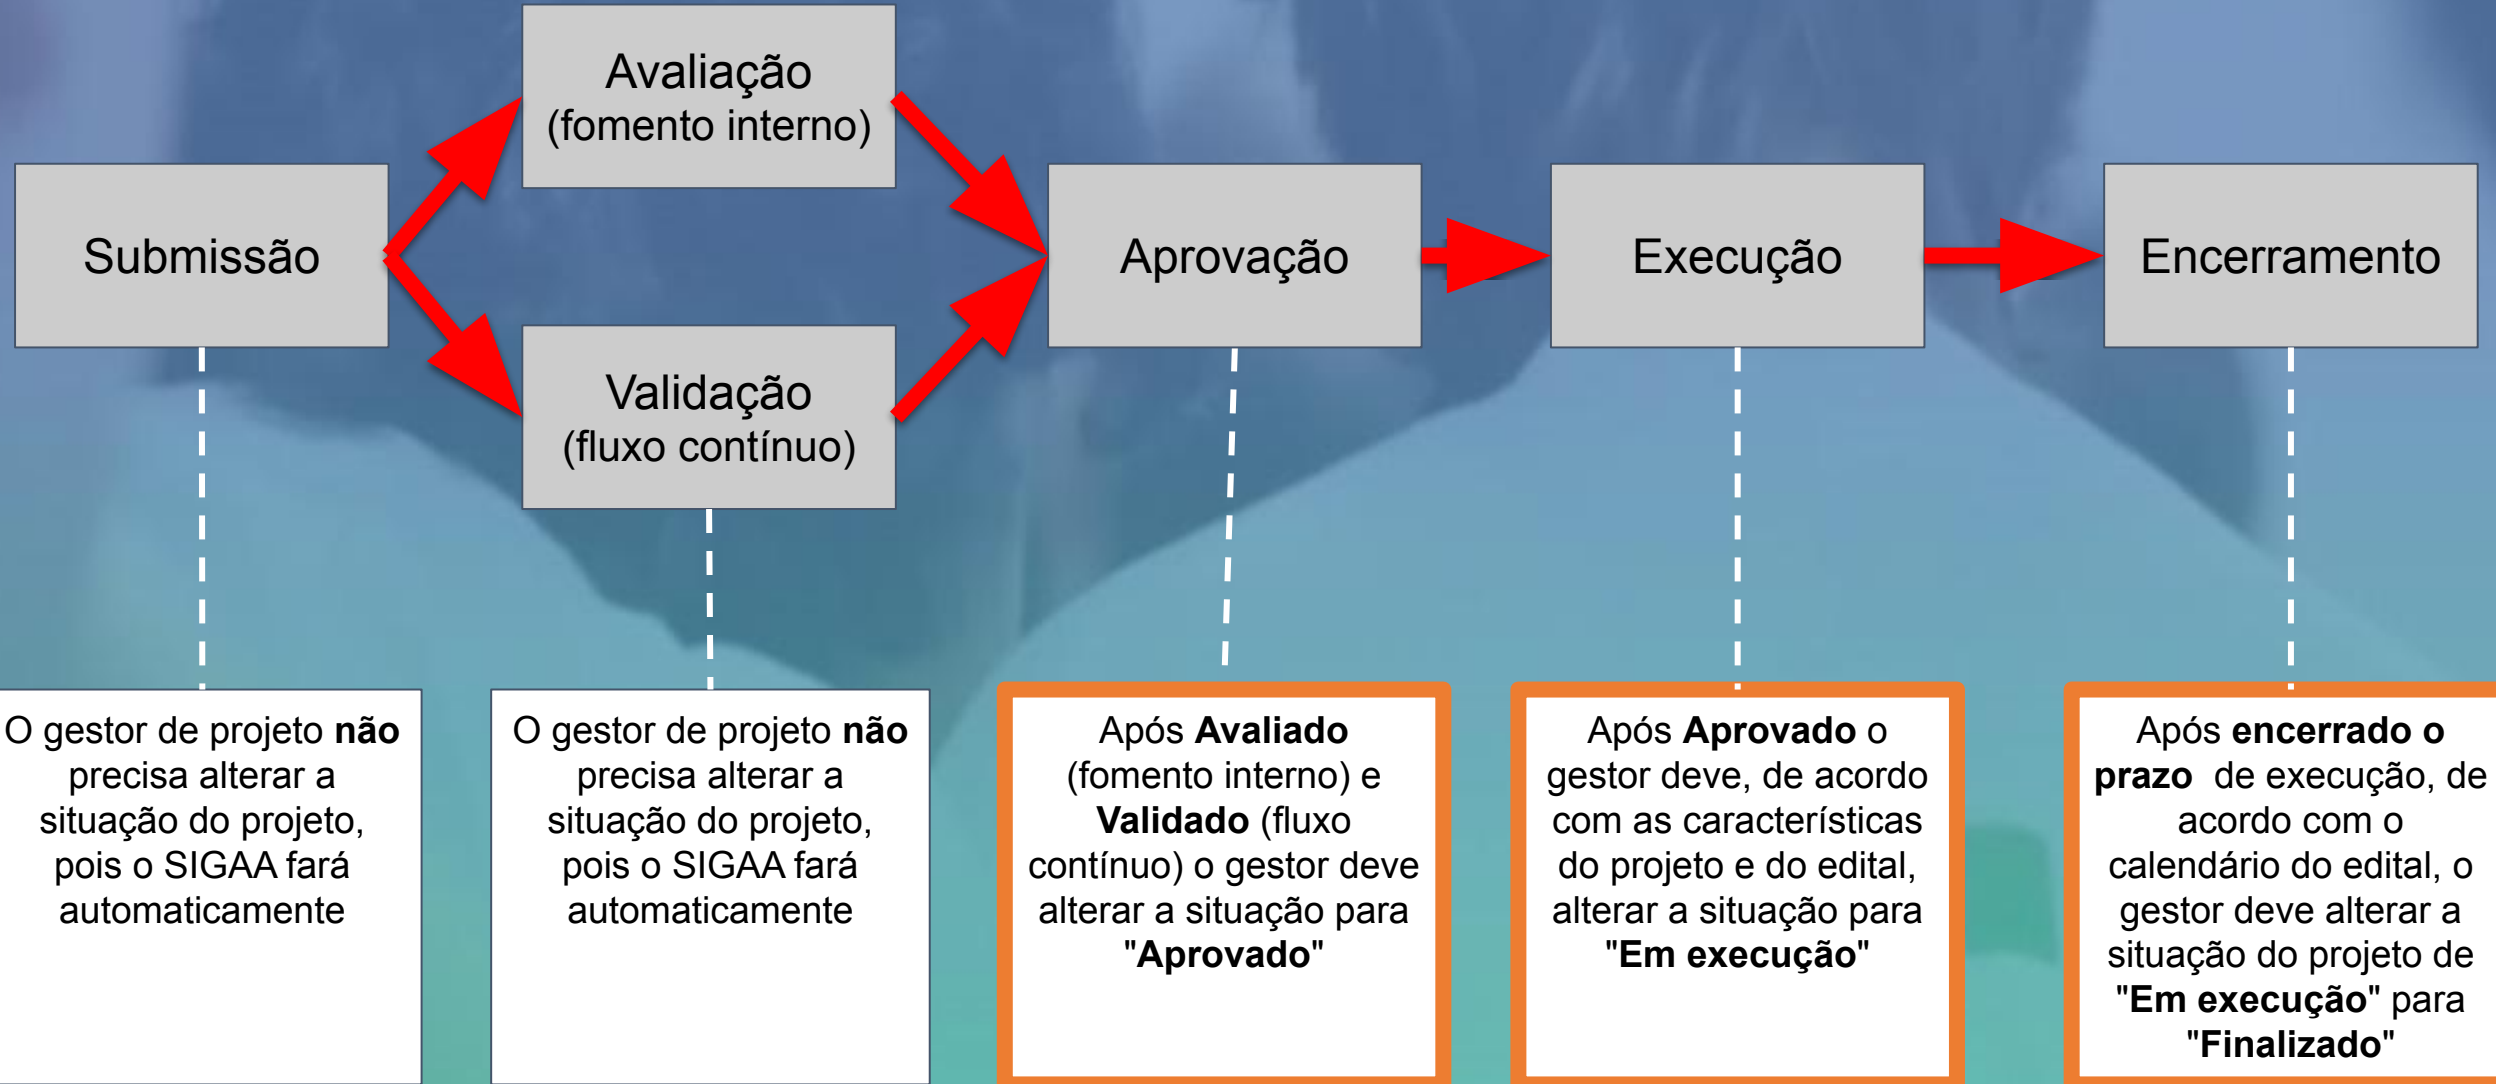 Avaliação
(fomento interno)
Submissão
Validação
(fluxo contínuo)
Aprovação
Execução
Encerramento
O gestor de projeto não
precisa alterar a
situação do projeto,
pois o SIGAA fará
automaticamente
O gestor de projeto não
precisa alterar a
situação do projeto,
pois o SIGAA fará
automaticamente
Após Avaliado
(fomento interno) e
Validado (fluxo
contínuo) o gestor deve
alterar a situação para
"Aprovado"
Após Aprovado o
gestor deve, de acordo
com as características
do projeto e do edital,
alterar a situação para
"Em execução"
Após encerrado o
prazo  de execução, de
acordo com o
calendário do edital, o
gestor deve alterar a
situação do projeto de
"Em execução" para
"Finalizado"